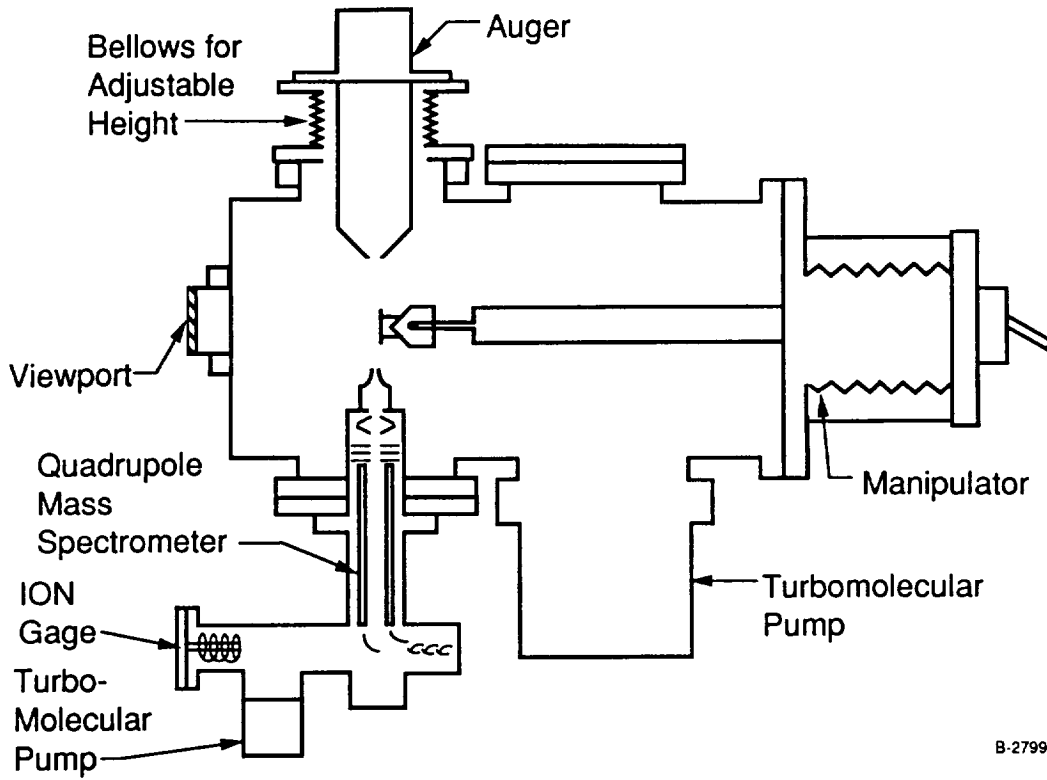 Auger
Bellows for
Adjustable
Height
Viewport
Manipulator
Quadrupole
Mass
Spectrometer
Turbomolecular
Pump
ION
Gage
Turbo-
Molecular
Pump
B-2799